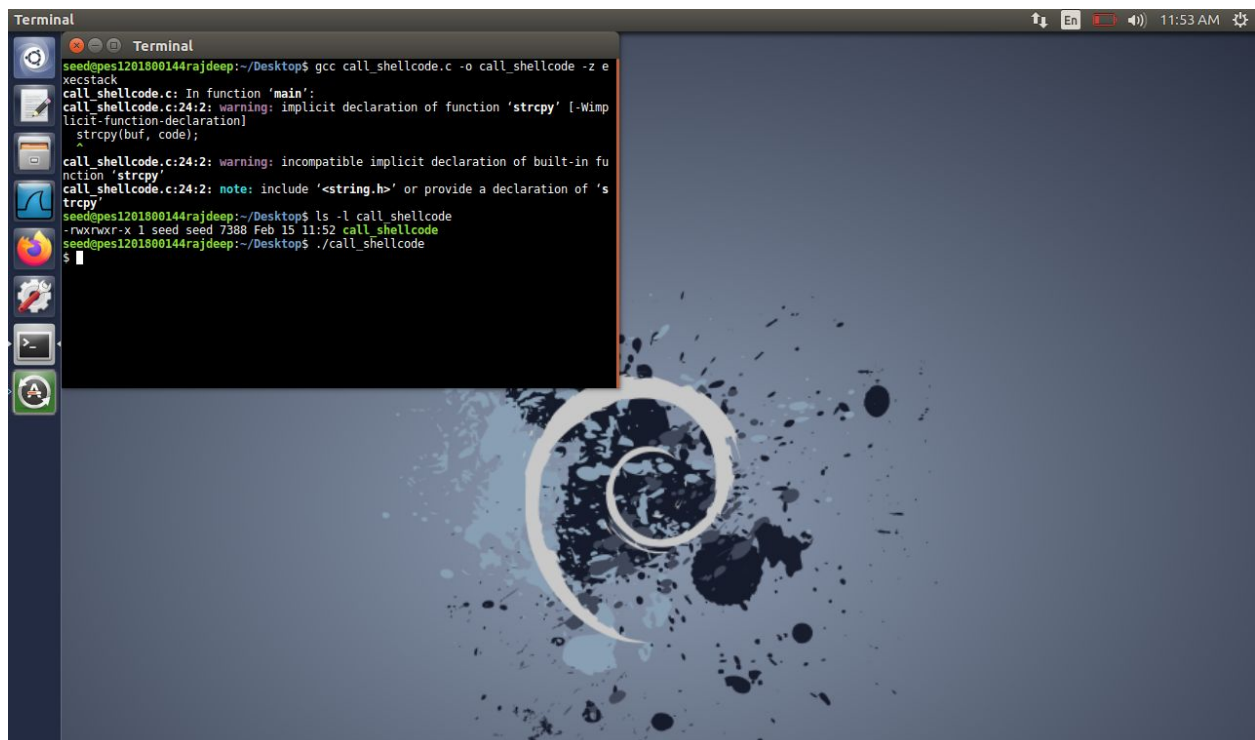 Terminal
En
11:53 AM
Terminal
seed@pes1201800144rajdeep:~/Desktop$ gcc call_shellcode.c -o call_shellcode -z e
xecstack
call_shellcode.c: In function ‘main’:
call_shellcode.c:24:2: warning: implicit declaration of function ‘strcpy’ [-Wimp
licit-function-declaration]
strcpy(buf, code);
^
call_shellcode.c:24:2: warning: incompatible implicit declaration of built-in fu
nction ‘strcpy’
call_shellcode.c:24:2: note: include ‘<string.h>’ or provide a declaration of ‘s
trcpy’
seed@pes1201800144rajdeep:~/Desktop$ ls -l call_shellcode
-rwxrwxr-x 1 seed seed 7388 Feb 15 11:52 call_shellcode
seed@pes1201800144rajdeep:~/Desktop$ ./call_shellcode
$